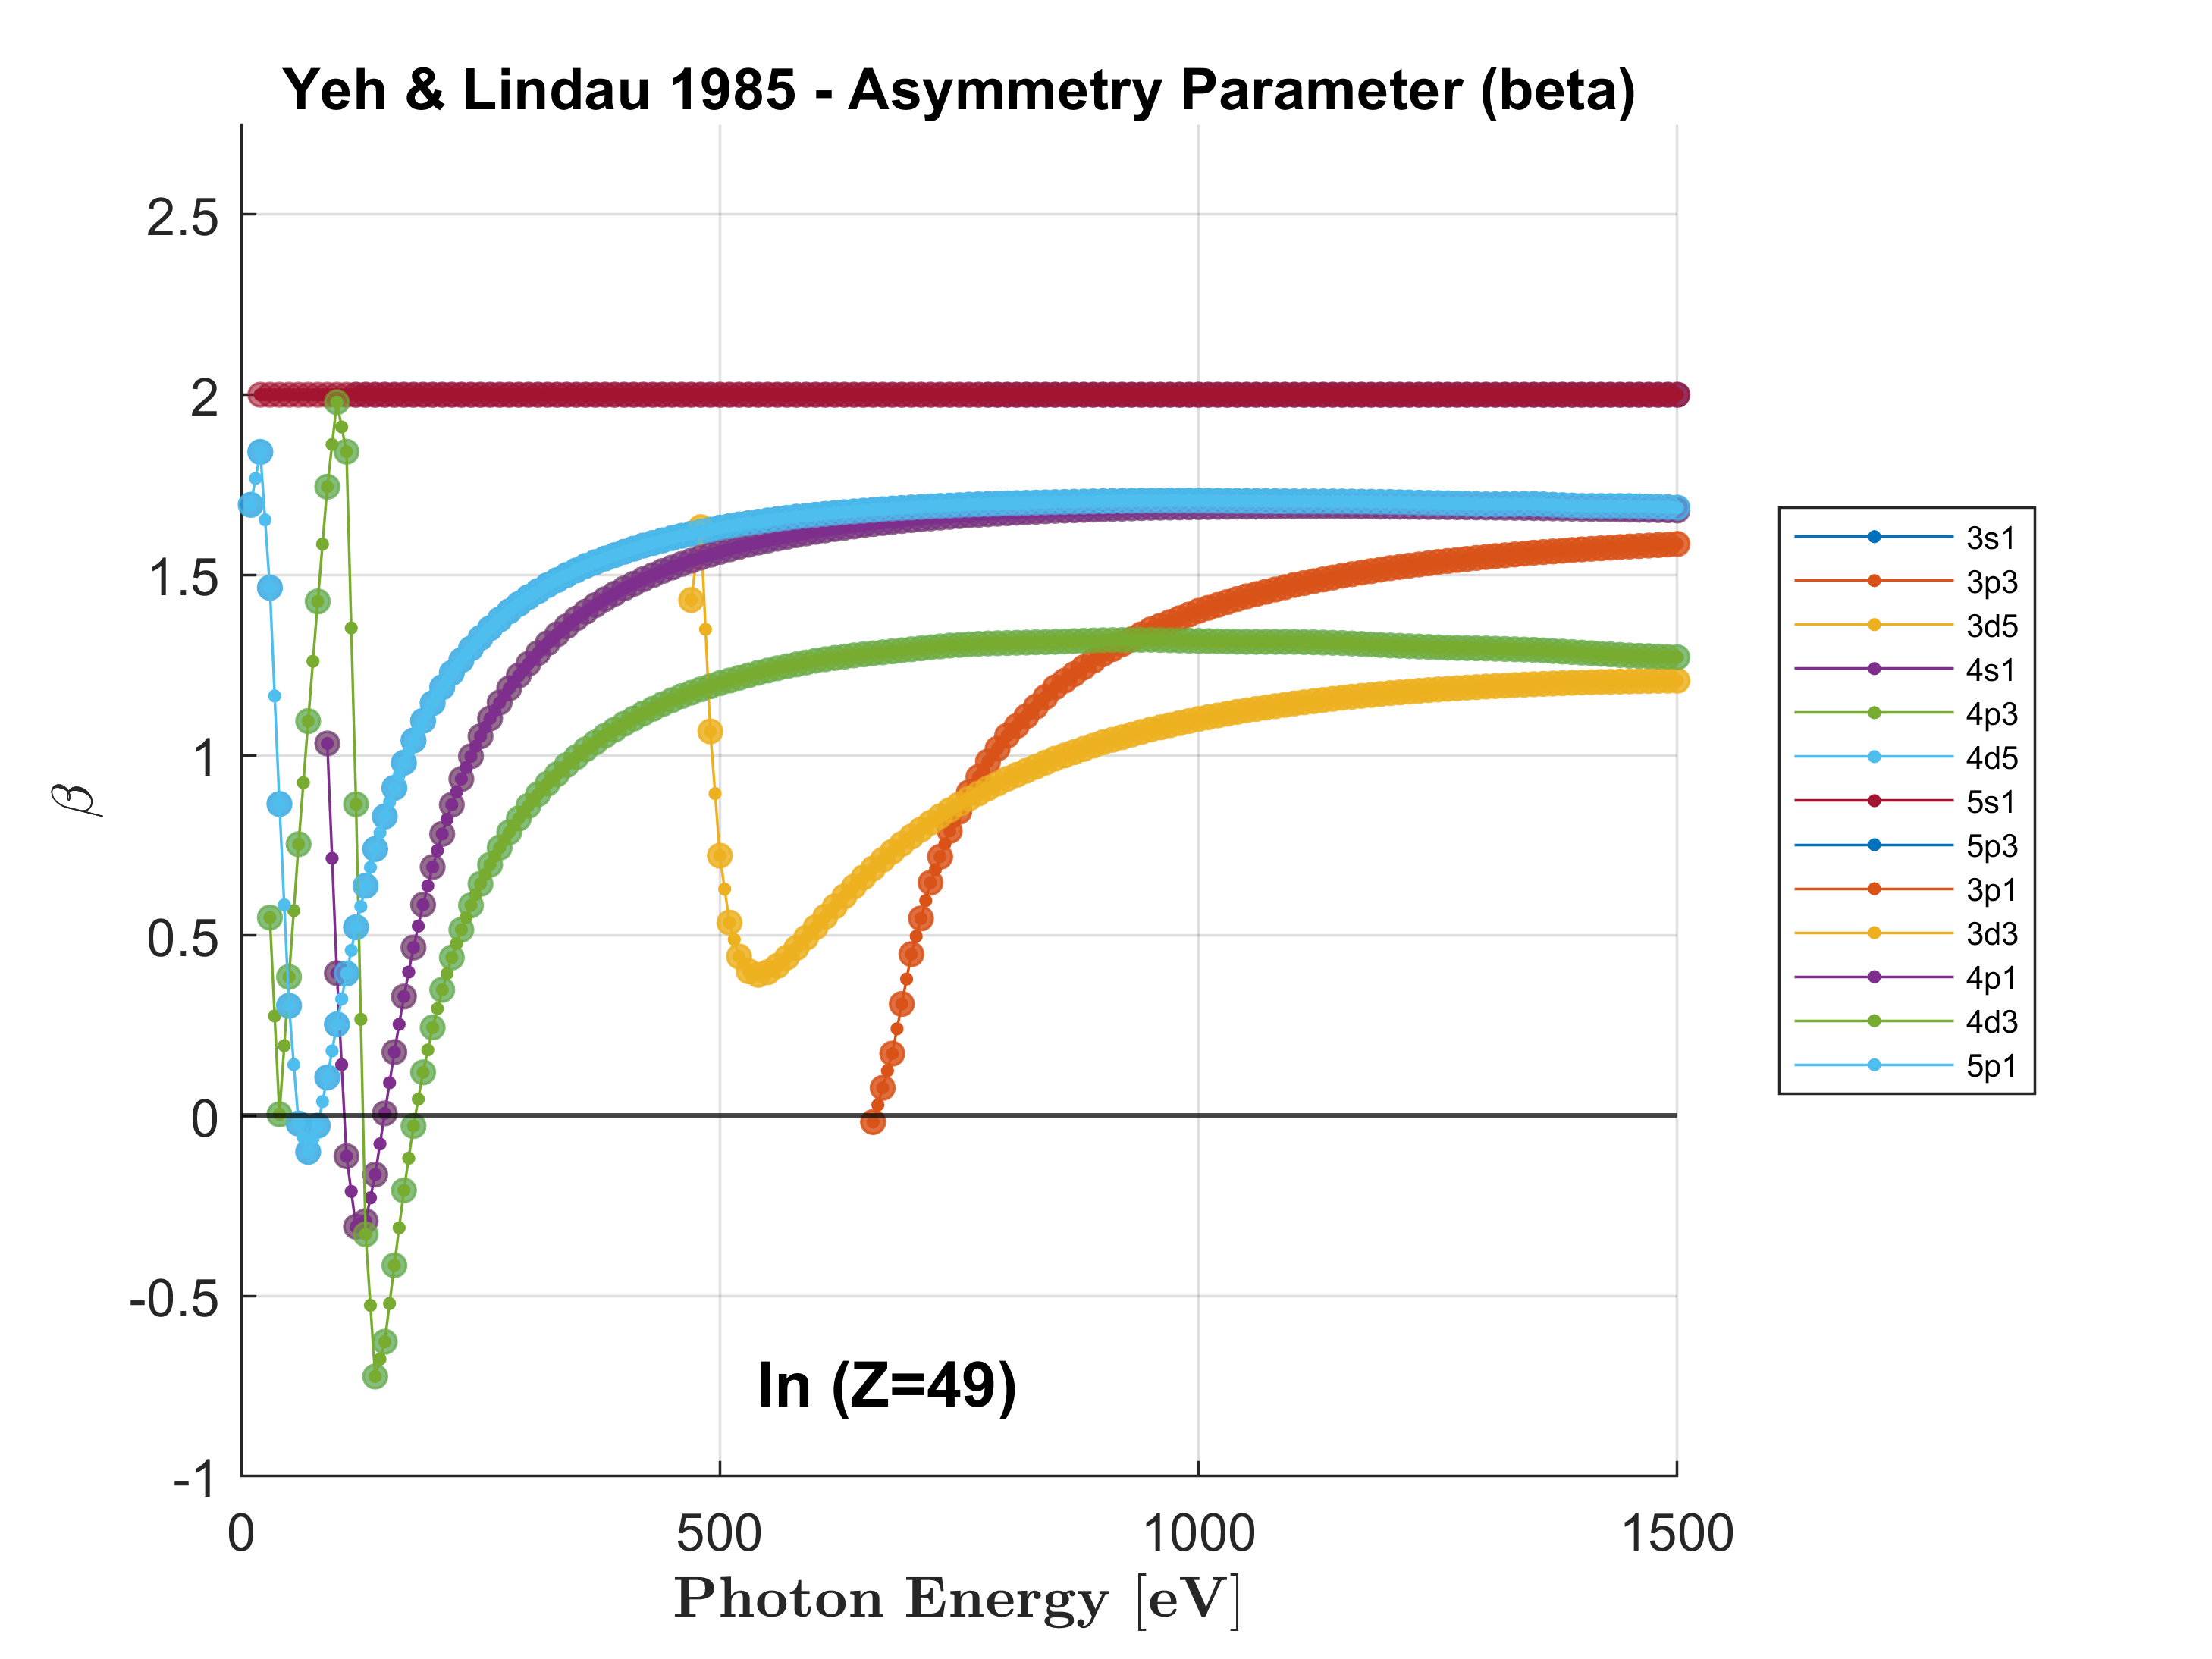 Yeh & Lindau 1985 - Asymmetry Parameter (beta)
2.5
2
1.5
1
0.5
0
-0.5
-1
β
0 500 1000 1500
Photon Energy [eV]
In (Z=49)
3s1
3p3
3d5
4s1
4p3
4d5
5s1
5p3
3p1
3d3
4p1
4d3
5p1